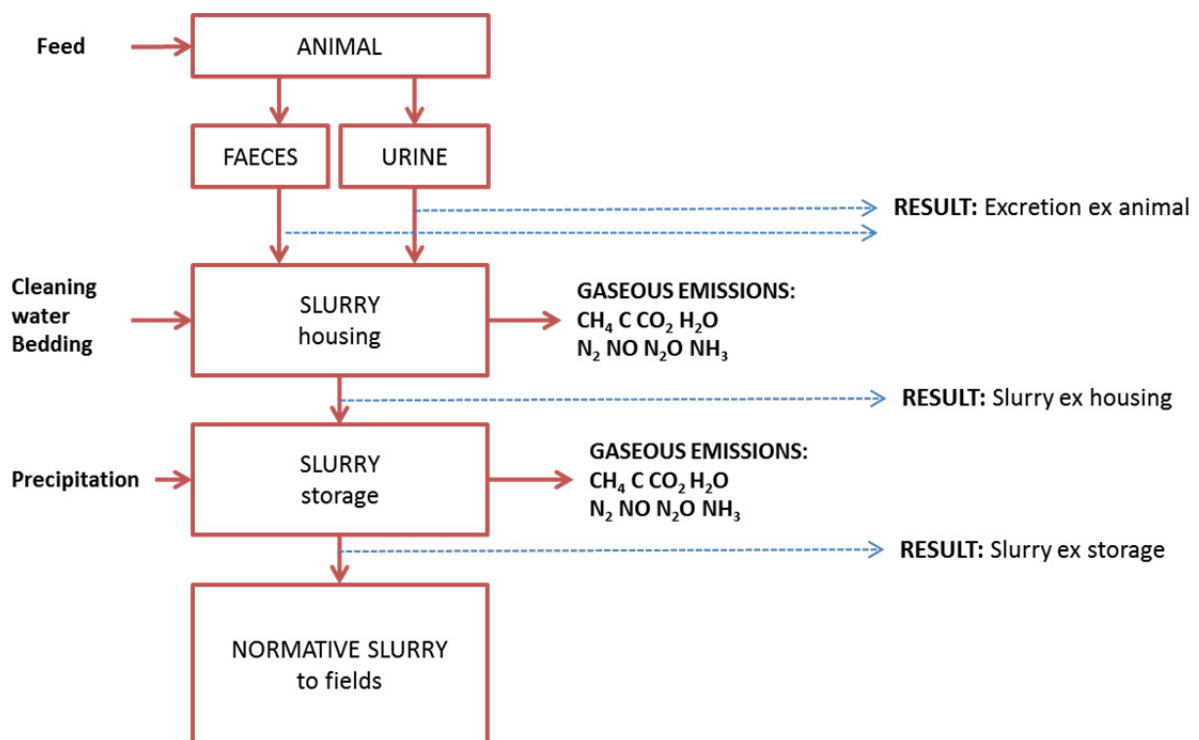 Feed
ANIMAL
FAECES
URINE
RESULT: Excretion ex animal
Cleaning
water
Bedding
SLURRY
housing
GASEOUS EMISSIONS:
CH₄ C CO₂ H₂O
N₂ NO N₂O NH₃
RESULT: Slurry ex housing
Precipitation
SLURRY
storage
GASEOUS EMISSIONS:
CH₄ C CO₂ H₂O
N₂ NO N₂O NH₃
RESULT: Slurry ex storage
NORMATIVE SLURRY
to fields